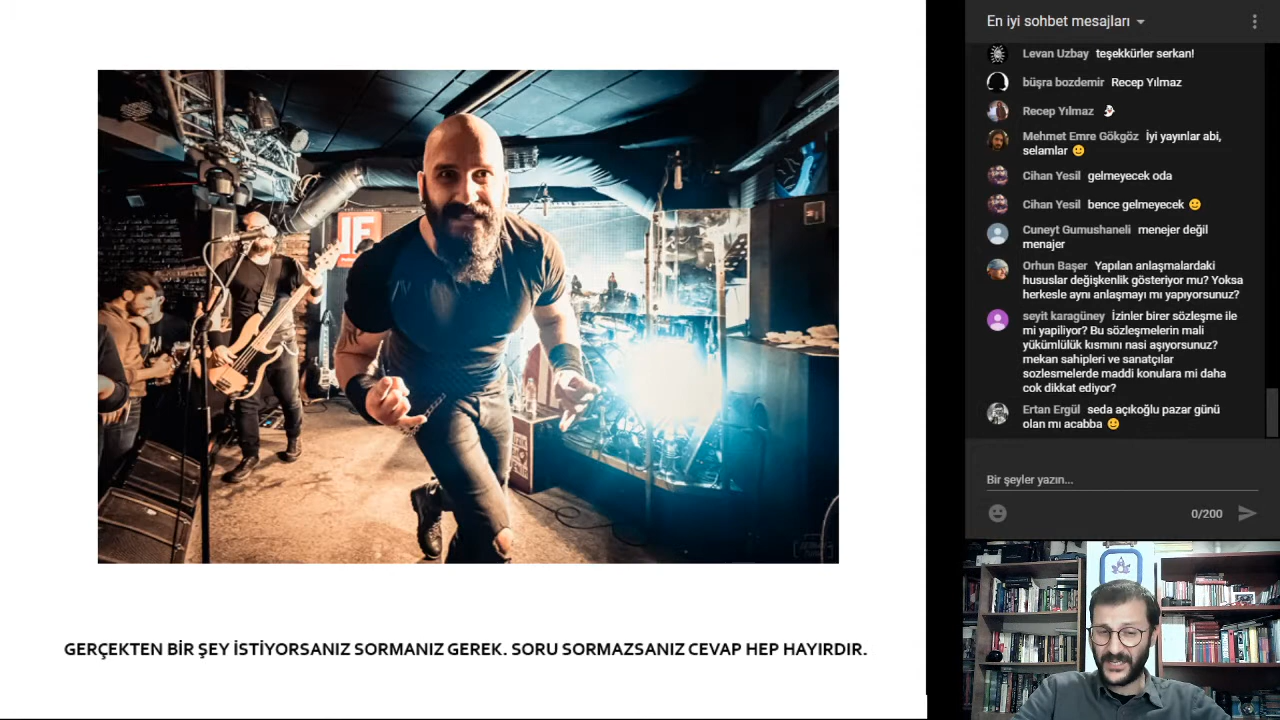 En iyi sohbet mesajları
Levan Uzbay teşekkürler serkan!
büşra bozdemir Recep Yılmaz
Recep Yılmaz
Mehmet Emre Gökgöz İyi yayınlar abi,
selamlar
Cihan Yesil gelmeyecek oda
Cihan Yesil bence gelmeyecek
Cuneyt Gumushaneli menejer değil
menajer
Orhun Başer Yapılan anlaşmalardaki
hususlar değişkenlik gösteriyor mu? Yoksa
herkesle aynı anlaşmayı mı yapıyorsunuz?
seyit karagüney İzinler birer sözleşme ile
mi yapiliyor? Bu sözleşmelerin mali
yükümlülük kısmını nasi aşıyorsunuz?
mekan sahipleri ve sanatçılar
sozlesmelerde maddi konulara mi daha
cok dikkat ediyor?
Ertan Ergül seda açıkoğlu pazar günü
olan mı acabba
Bir şeyler yazın...
0/200
JF
GERÇEKTEN BİR ŞEY İSTİYORSANIZ SORMANIZ GEREK. SORU SORMAZSANIZ CEVAP HEP HAYIRDIR.